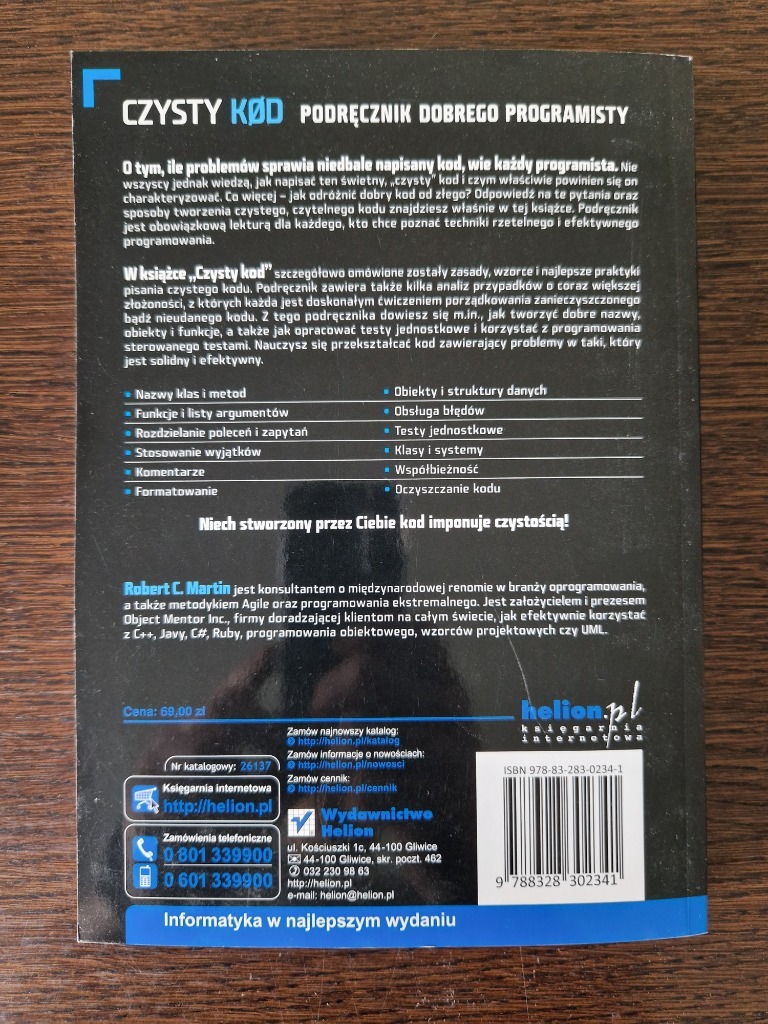 CZYSTY KØD PODRĘCZNIK DOBREGO PROGRAMISTY
O tym, ile problemów sprawia niedbale napisany kod, wie każdy programista. Nie
wszyscy jednak wiedzą, jak napisać ten świetny, „czysty” kod i czym właściwie powinien się on
charakteryzować. Co więcej – jak odróżnić dobry kod od złego? Odpowiedź na te pytania oraz
sposoby tworzenia czystego, czytelnego kodu znajdziesz właśnie w tej książce. Podręcznik
jest obowiązkową lekturą dla każdego, kto chce poznać techniki rzetelnego i efektywnego
programowania.
W książce „Czysty kod” szczegółowo omówione zostały zasady, wzorce i najlepsze praktyki
pisania czystego kodu. Podręcznik zawiera także kilka analiz przypadków o coraz większej
złożoności, z których każda jest doskonałym ćwiczeniem porządkowania zanieczyszczonego
bądź nieudanego kodu. Z tego podręcznika dowiesz się m.in., jak tworzyć dobre nazwy,
obiekty i funkcje, a także jak opracować testy jednostkowe i korzystać z programowania
sterowanego testami. Nauczysz się przekształcać kod zawierający problemy w taki, który
jest solidny i efektywny.
▪ Nazwy klas i metod
▪ Funkcje i listy argumentów
▪ Rozdzielanie poleceń i zapytań
▪ Stosowanie wyjątków
▪ Komentarze
▪ Formatowanie
▪ Obiekty i struktury danych
▪ Obsługa błędów
▪ Testy jednostkowe
▪ Klasy i systemy
▪ Współbieżność
▪ Oczyszczanie kodu
Niech stworzony przez Ciebie kod imponuje czystością!
Robert C. Martin jest konsultantem o międzynarodowej renomie w branży oprogramowania,
a także metodykiem Agile oraz programowania ekstremalnego. Jest założycielem i prezesem
Object Mentor Inc., firmy doradzającej klientom na całym świecie, jak efektywnie korzystać
z C++, Javy, C#, Ruby, programowania obiektowego, wzorców projektowych czy UML.
Cena: 69,00 zł
helion.pl
księgarnia
internetowa
Nr katalogowy: 26137
Księgarnia internetowa
http://helion.pl
Zamówienia telefoniczne
0 801 339900
0 601 339900
Zamów najnowszy katalog:
http://helion.pl/katalog
Zamów informacje o nowościach:
http://helion.pl/nowosci
Zamów cennik:
http://helion.pl/cennik
Wydawnictwo
Helion
ul. Kościuszki 1c, 44-100 Gliwice
44-100 Gliwice, skr. poczt. 462
032 230 98 63
http://helion.pl
e-mail: helion@helion.pl
ISBN 978-83-283-0234-1
9 788328 302341
Informatyka w najlepszym wydaniu